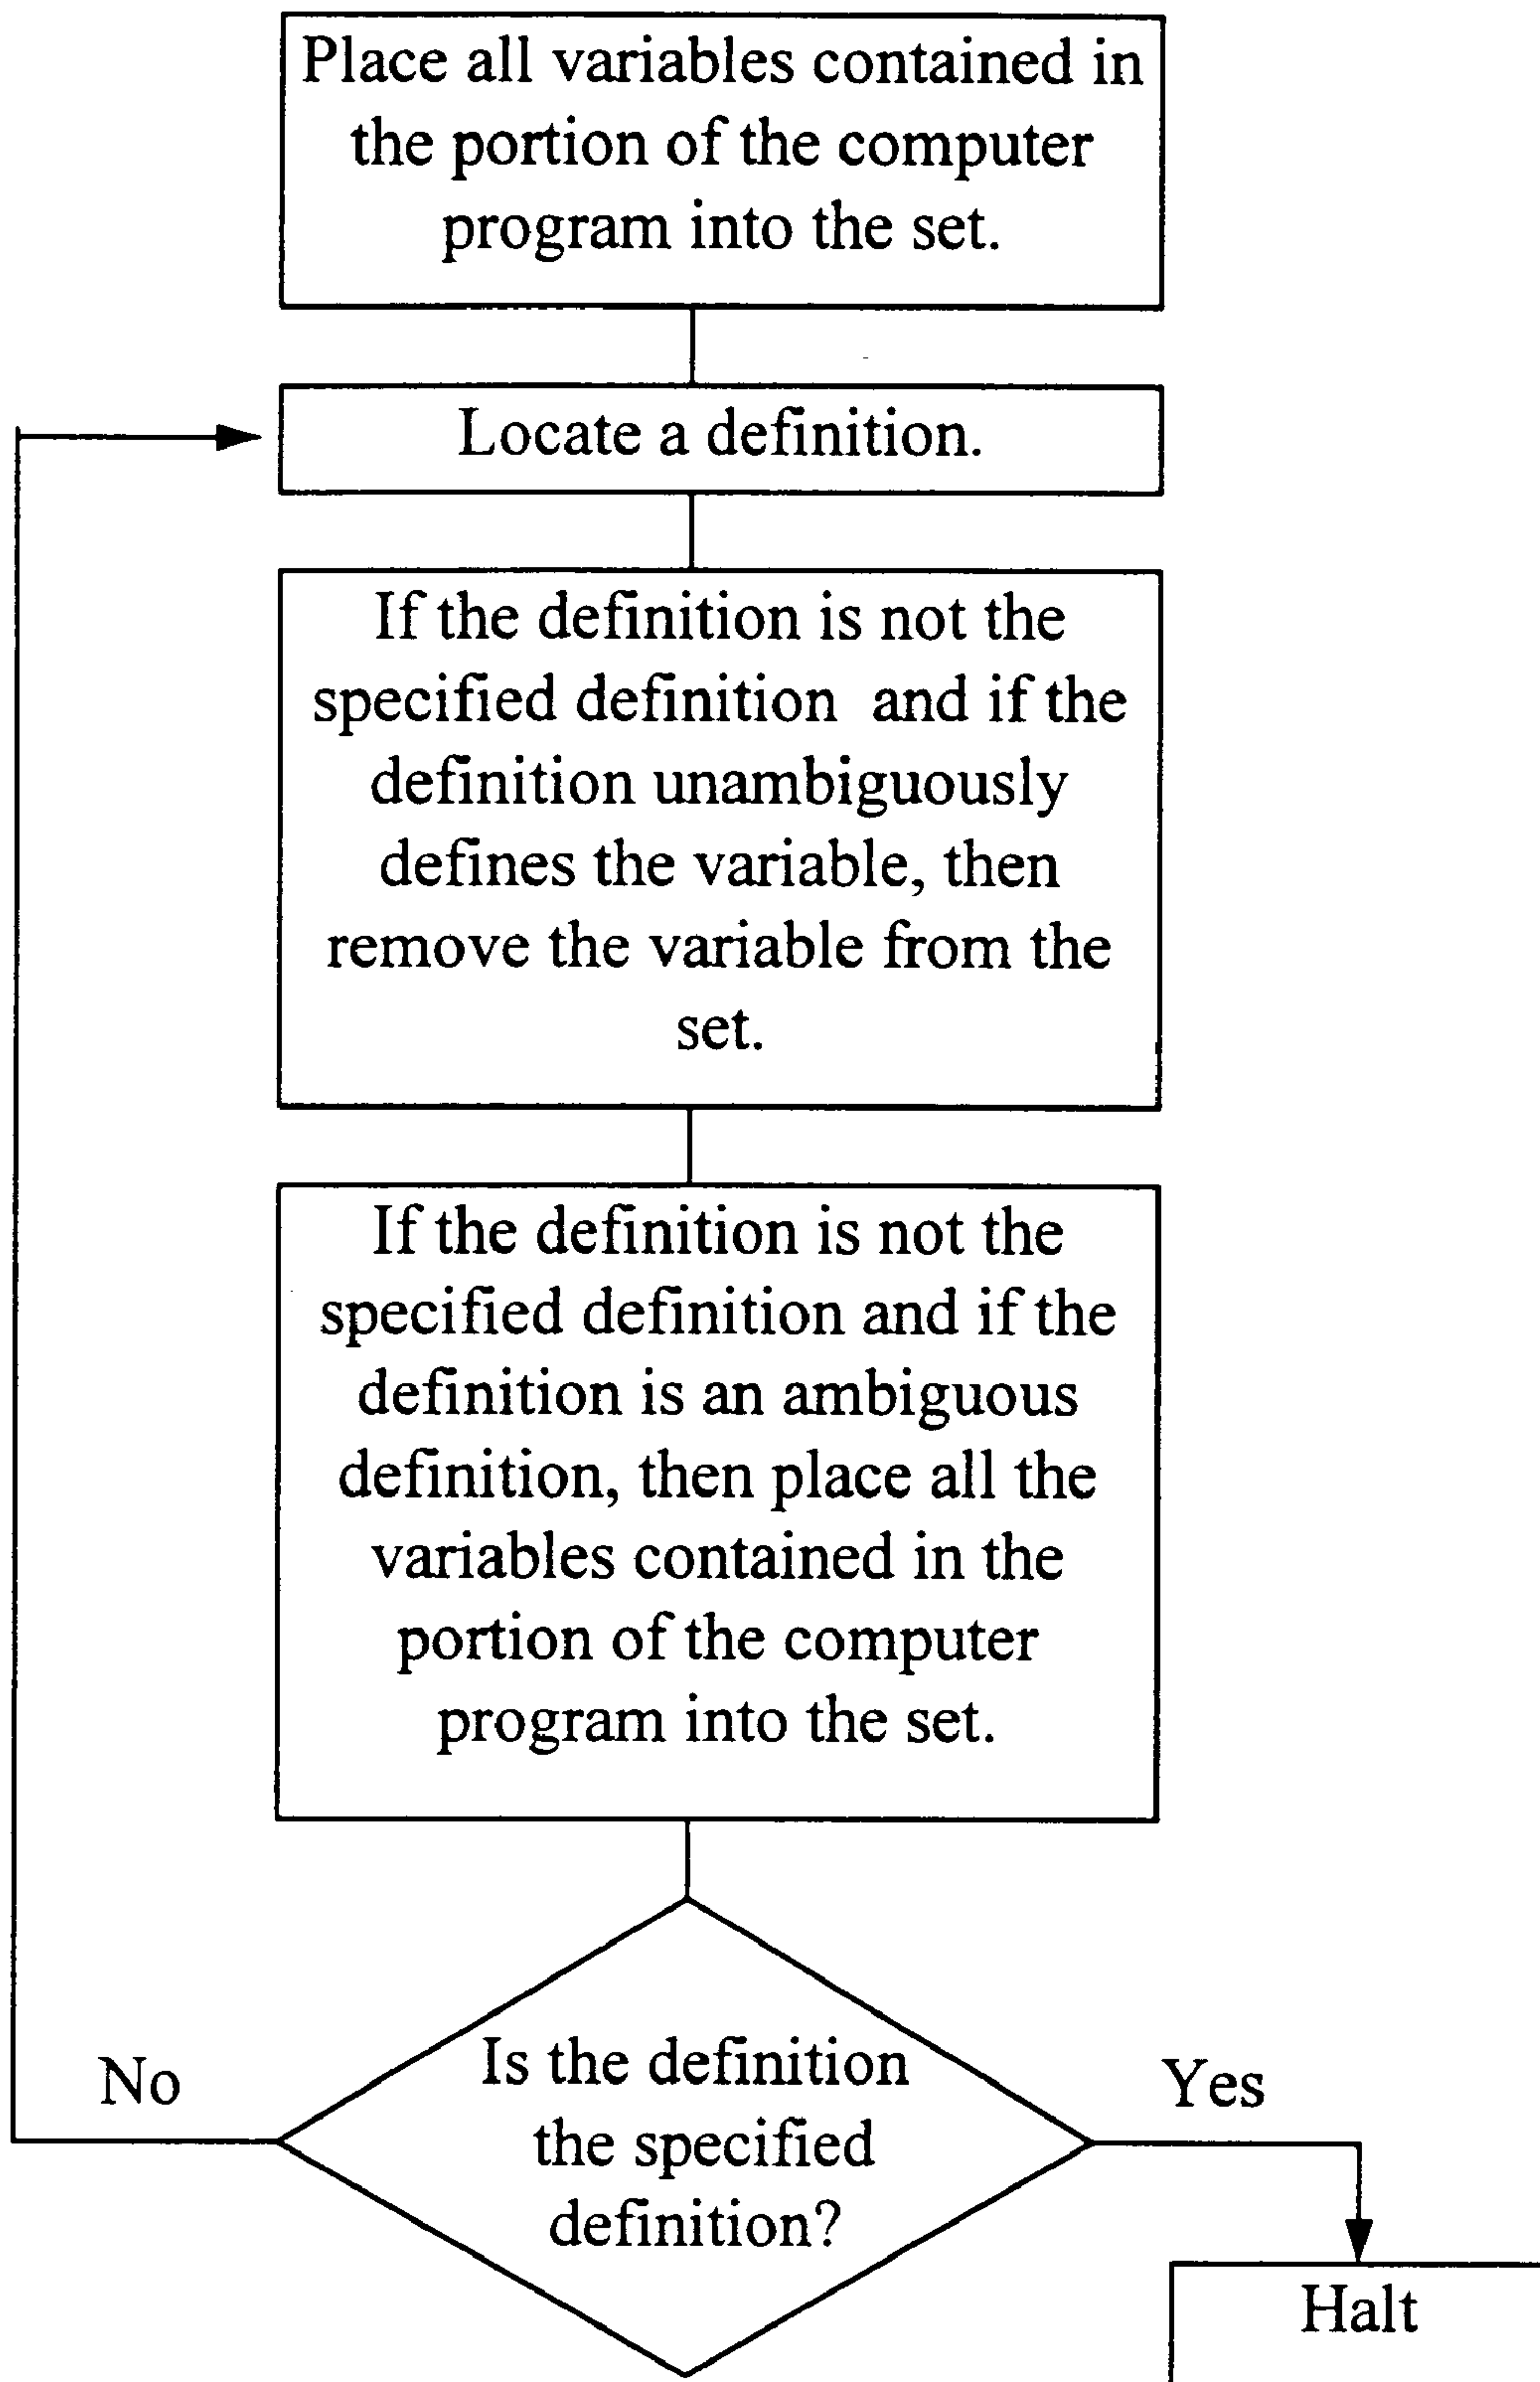 Place all variables contained in
the portion of the computer
program into the set.
Locate a definition.
If the definition is not the
specified definition and if the
definition unambiguously
defines the variable, then
remove the variable from the
set.
If the definition is not the
specified definition and if the
definition is an ambiguous
definition, then place all the
variables contained in the
portion of the computer
program into the set.
Is the definition
the specified
definition?
No
Yes
Halt